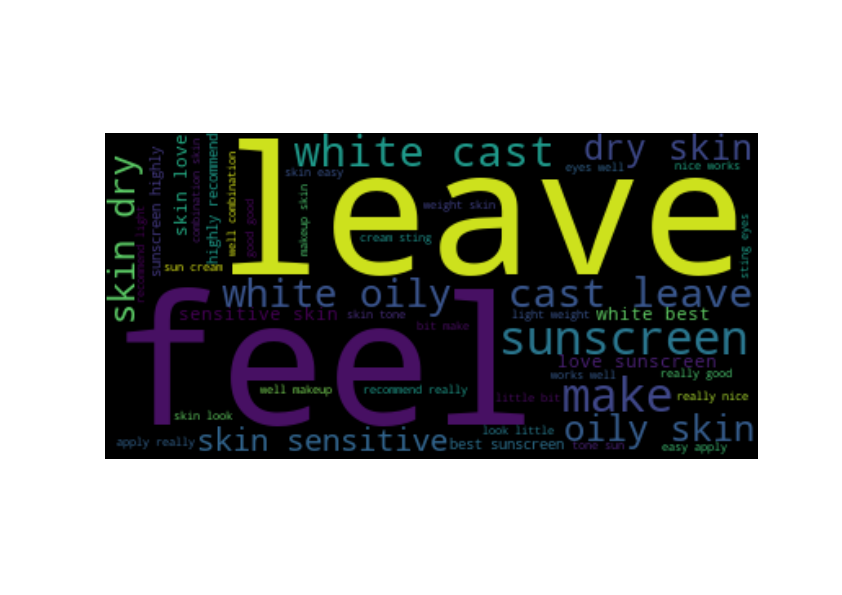 leave
feel
white cast
dry skin
eyes well
nice works
skin easy
weight skin
cream sting
sun cream
skin dry
recommend light
sunscreen highly
skin love
combination skin
highly recommend
well combination
good good
makeup skin
sting eyes
white oily
cast leave
sensitive skin
skin tone
light weight
white best
bit make
sunscreen
love sunscreen
works well
really good
well makeup
recommend really
little bit
make
really nice
skin look
look little
oily skin
apply really
skin sensitive
best sunscreen
tone sun
easy apply